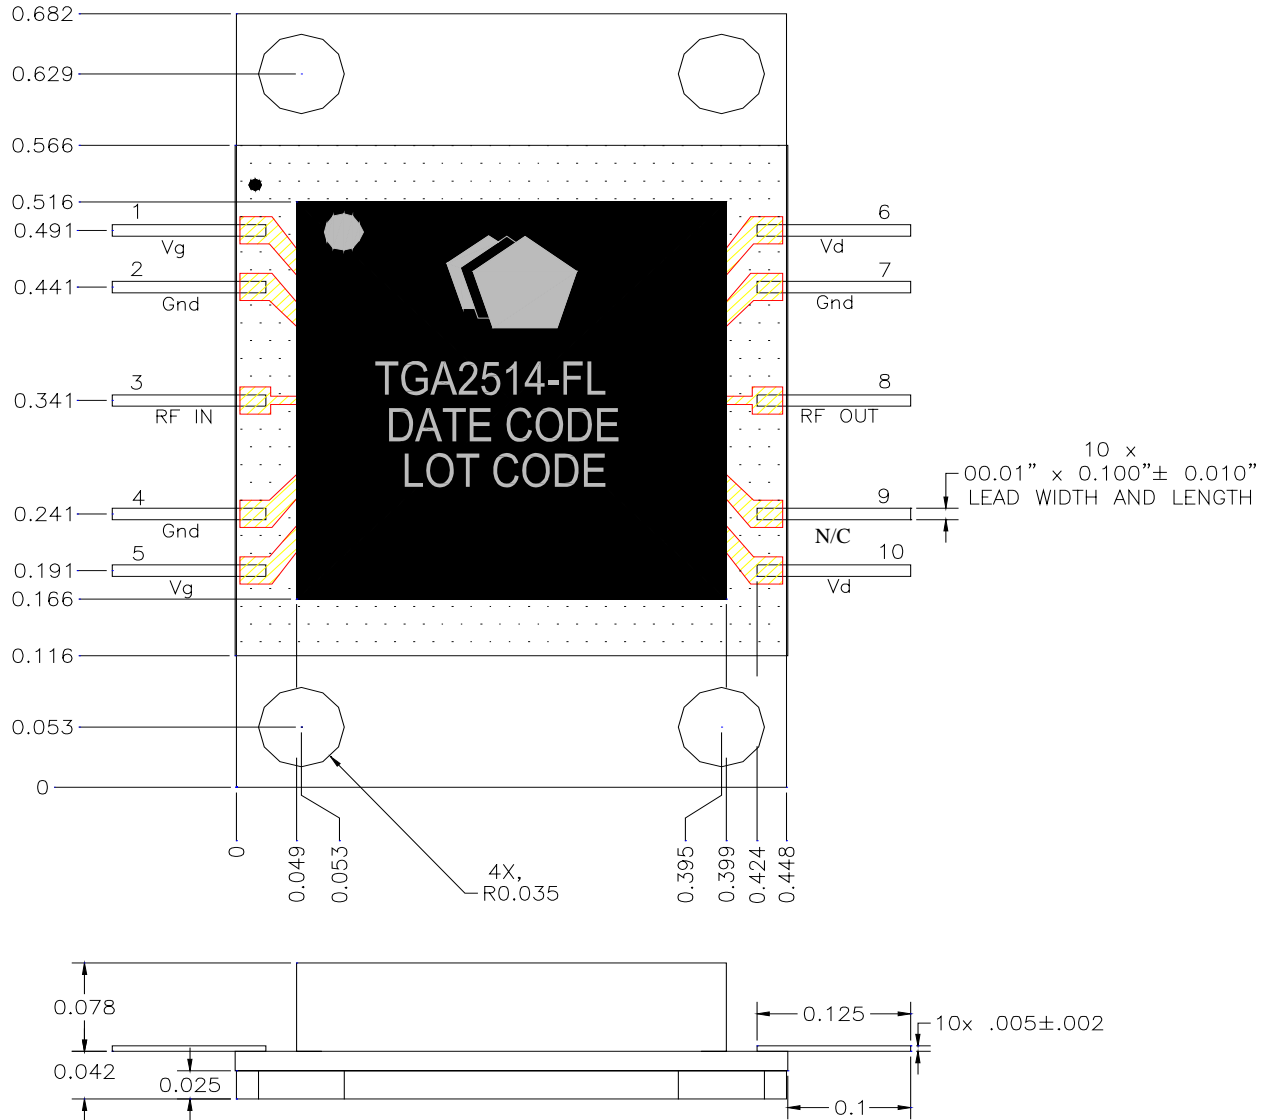 0.682
0.629
0.566
0.516
1
6
0.491
Vg
Vd
2
7
0.441
Gnd
Gnd
TGA2514-FL
3
8
0.341
RF IN
RF OUT
DATE CODE
10 x
LOT CODE
00.01” x 0.100”± 0.010”
4
9
LEAD WIDTH AND LENGTH
0.241
Gnd
N/C
5
10
0.191
Vg
Vd
0.166
0.116
0.053
0
0
0.049
0.053
0.395
0.399
0.424
0.448
4X,
R0.035
0.078
0.125
10x .005±.002
0.042
0.025
0.1